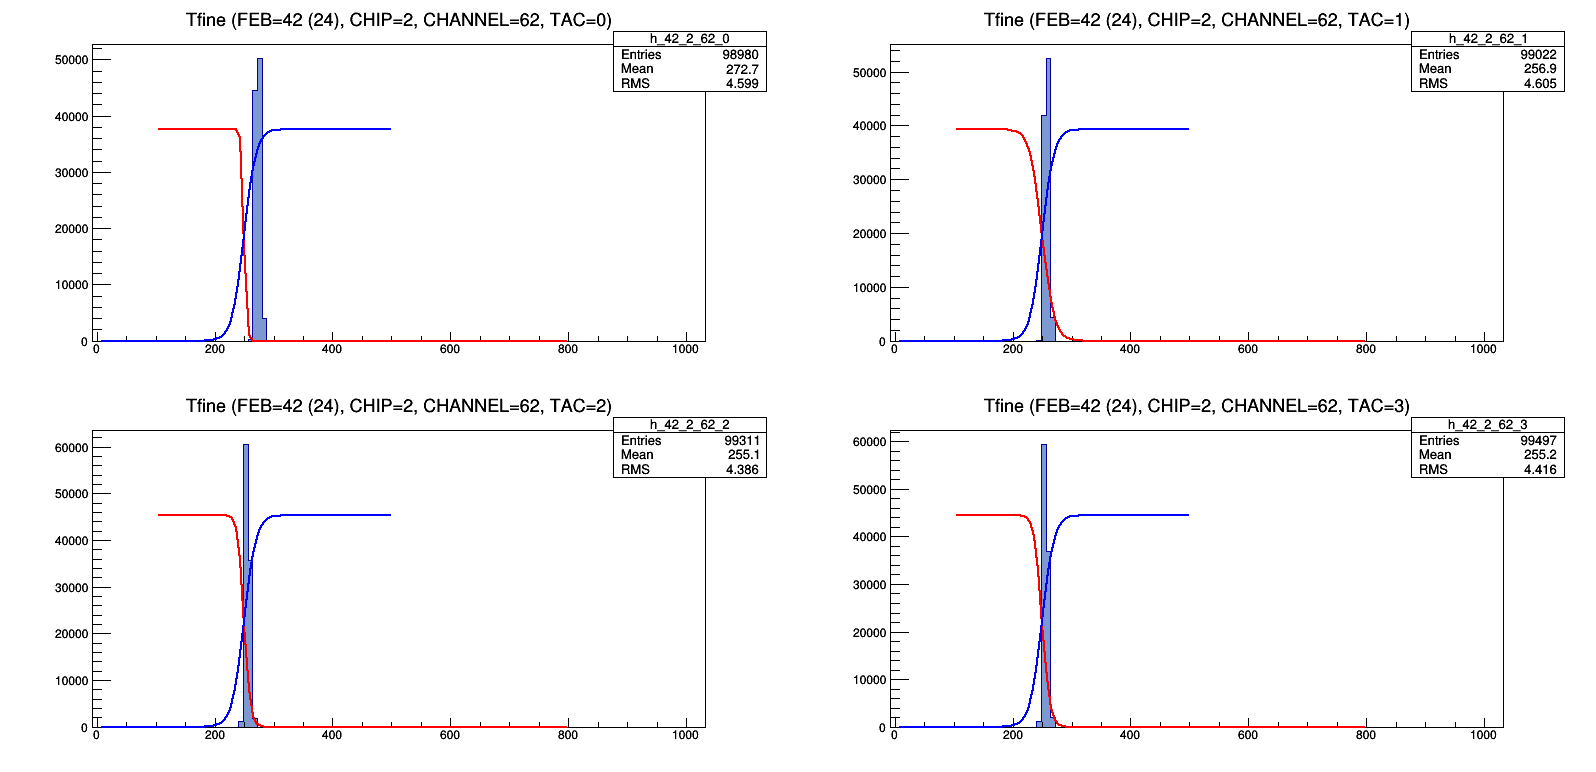 Tfine (FEB=42 (24), CHIP=2, CHANNEL=62, TAC=0)
h_42_2_62_0
Entries 98980
Mean 272.7
RMS 4.599
50000
40000
30000
20000
10000
0
0 200 400 600 800 1000
Tfine (FEB=42 (24), CHIP=2, CHANNEL=62, TAC=1)
h_42_2_62_1
Entries 99022
Mean 256.9
RMS 4.605
50000
40000
30000
20000
10000
0
0 200 400 600 800 1000
Tfine (FEB=42 (24), CHIP=2, CHANNEL=62, TAC=2)
h_42_2_62_2
Entries 99311
Mean 255.1
RMS 4.386
60000
50000
40000
30000
20000
10000
0
0 200 400 600 800 1000
Tfine (FEB=42 (24), CHIP=2, CHANNEL=62, TAC=3)
h_42_2_62_3
Entries 99497
Mean 255.2
RMS 4.416
60000
50000
40000
30000
20000
10000
0
0 200 400 600 800 1000